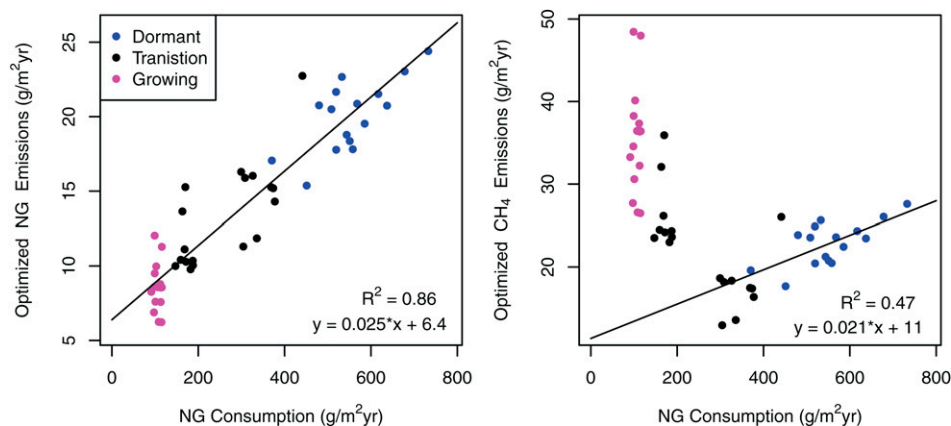 Dormant
Tranistion
Growing
Optimized NG Emissions (g/m²yr)
5
10
15
20
25
R² = 0.86
y = 0.025*x + 6.4
0
200
400
600
800
NG Consumption (g/m²yr)
Optimized CH₄ Emissions (g/m²yr)
20
30
40
50
R² = 0.47
y = 0.021*x + 11
0
200
400
600
800
NG Consumption (g/m²yr)